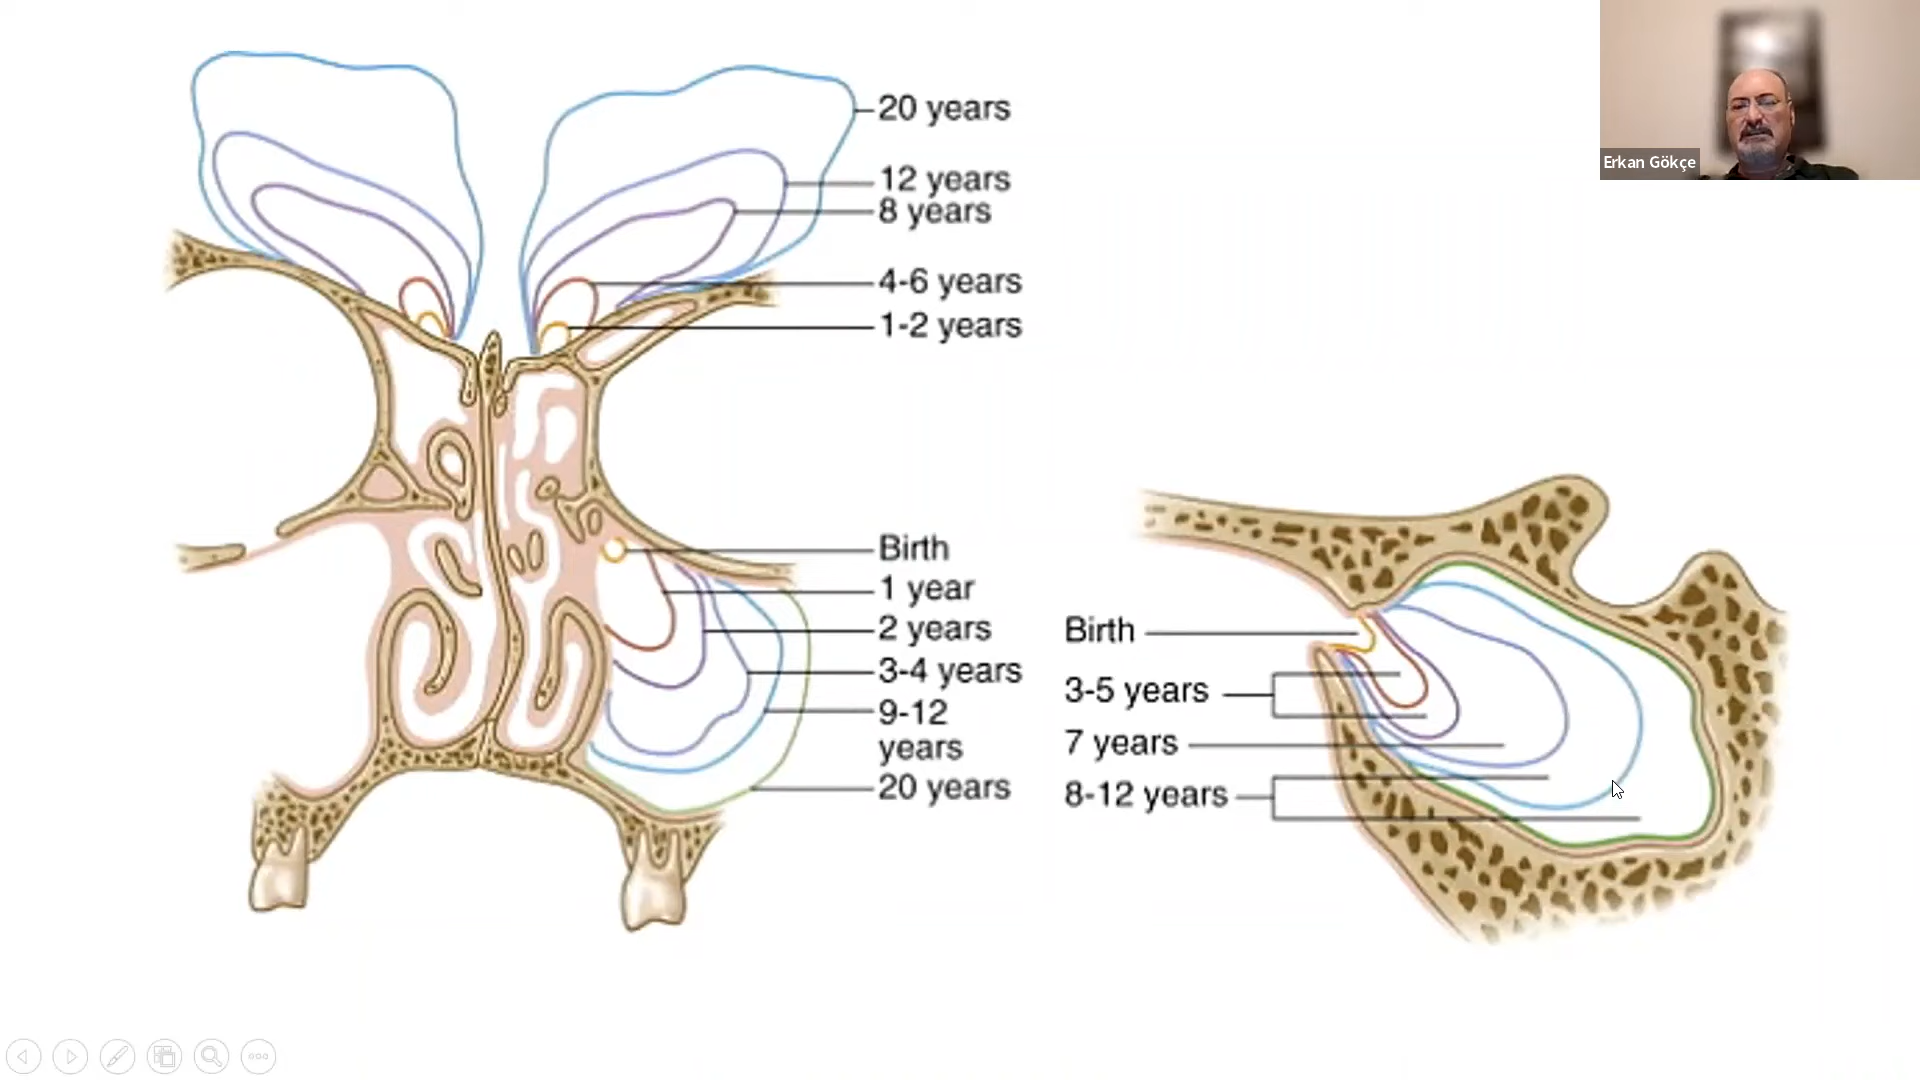 20 years
12 years
8 years
4-6 years
1-2 years
Birth
1 year
2 years
3-4 years
9-12
years
20 years
Birth
3-5 years
7 years
8-12 years
Erkan Gökçe